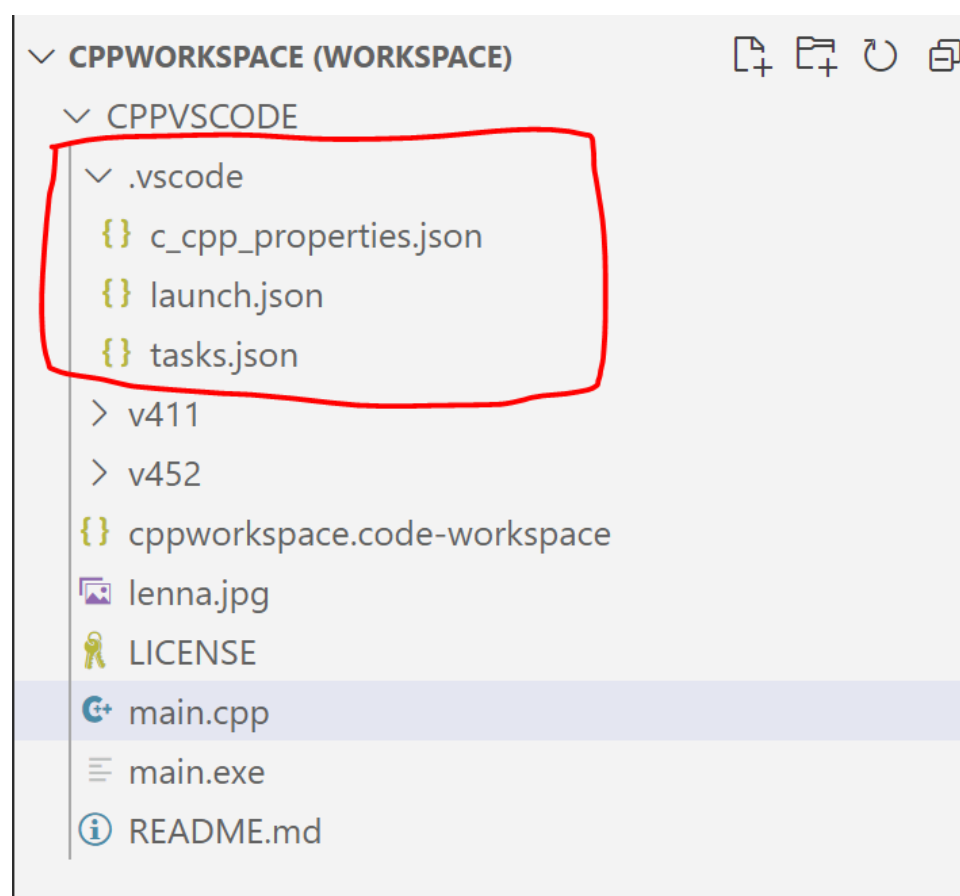 CPPWORKSPACE (WORKSPACE)
CPPVSCODE
.vscode
{} c_cpp_properties.json
{} launch.json
{} tasks.json
v411
v452
{} cppworkspace.code-workspace
lenna.jpg
LICENSE
C++ main.cpp
main.exe
README.md